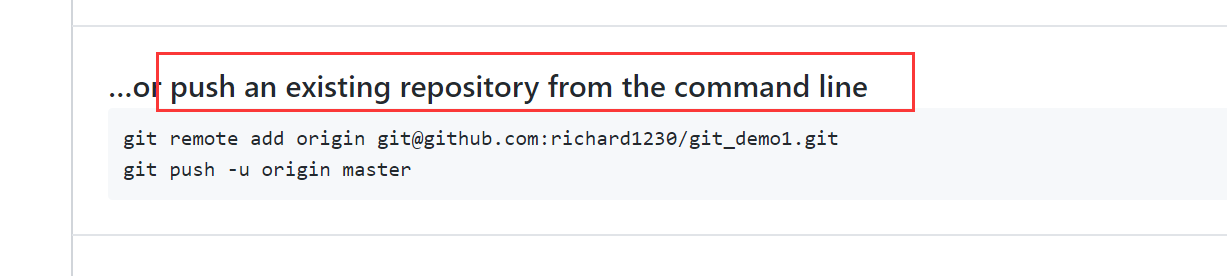 ...or push an existing repository from the command line
git remote add origin git@github.com:richard1230/git_demo1.git
git push -u origin master